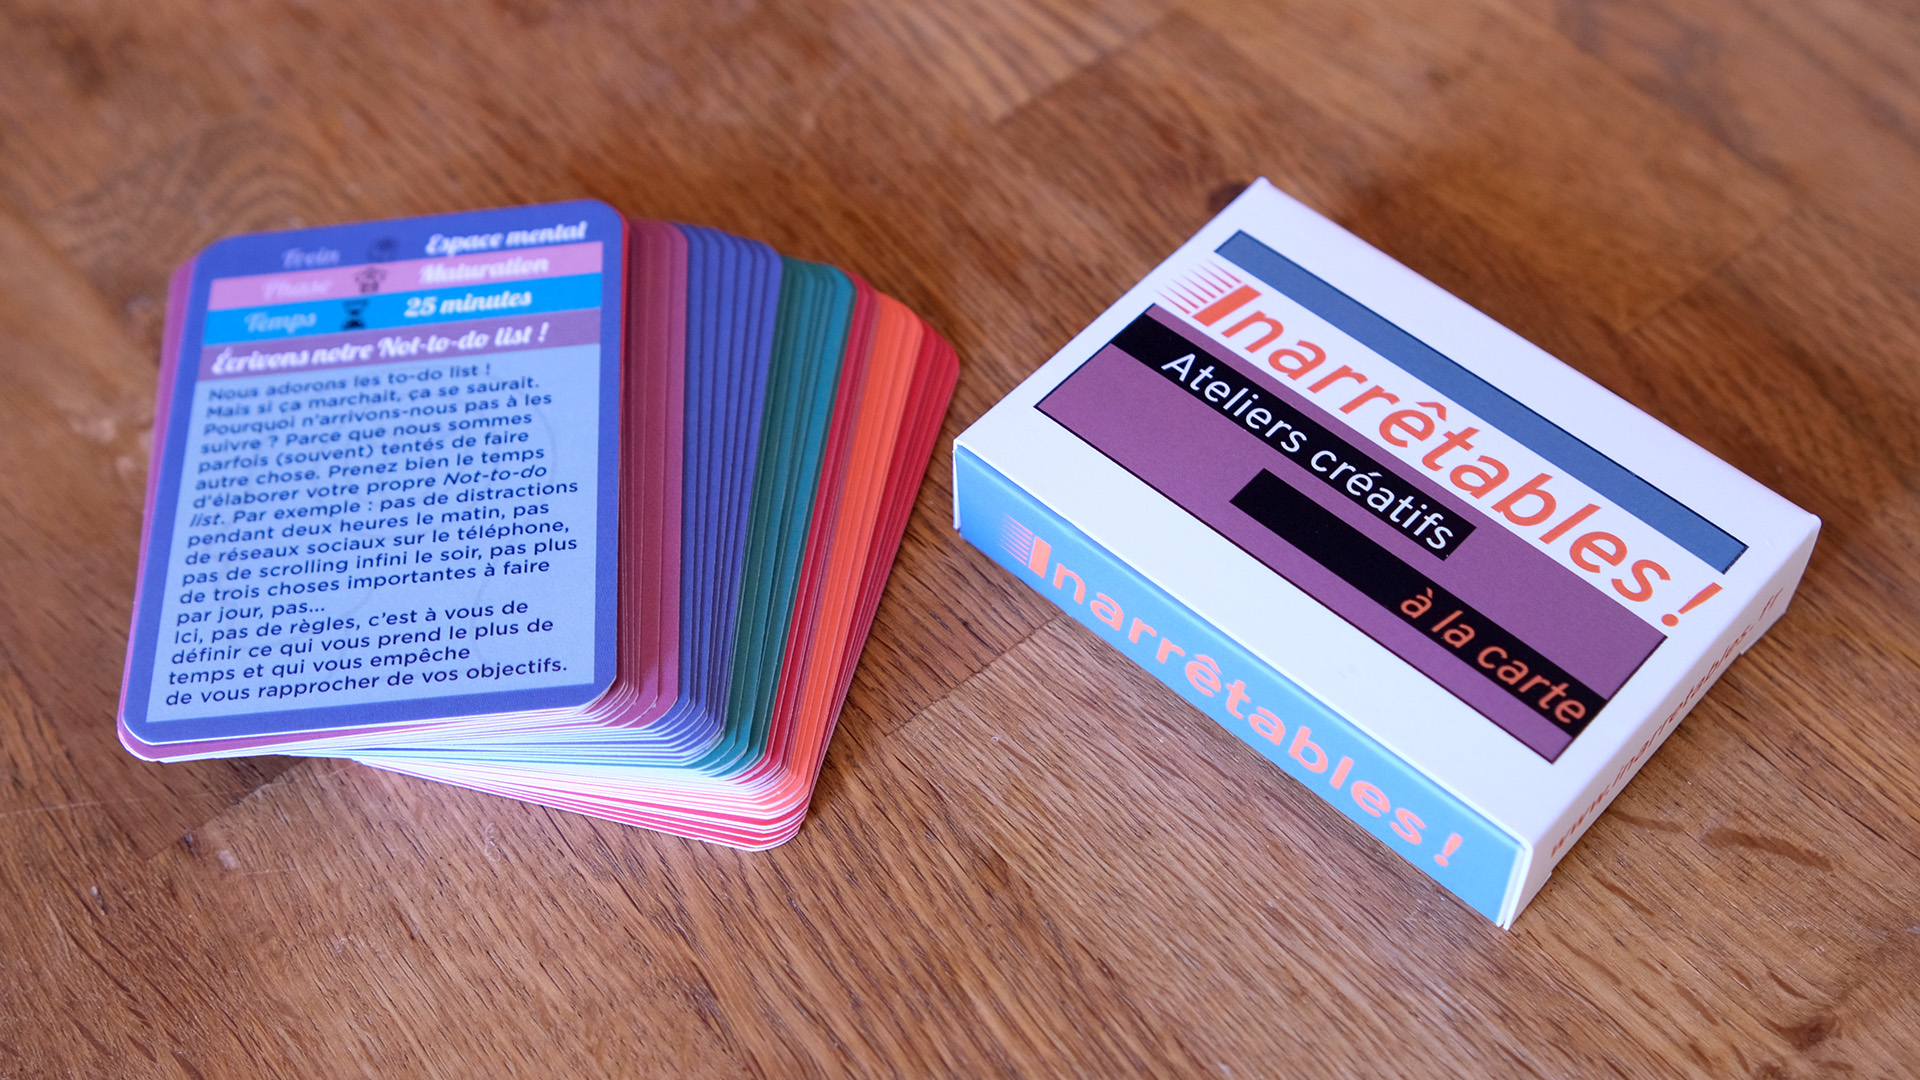 Frein Espace mental
Phase Maturation
Temps 25 minutes
Écrivons notre Not-to-do list !
Nous adorons les to-do list !
Mais si ça marchait, ça se saurait.
Pourquoi n'arrivons-nous pas à les
suivre ? Parce que nous sommes
parfois (souvent) tentés de faire
autre chose. Prenez bien le temps
d'élaborer votre propre Not-to-do
list. Par exemple : pas de distractions
pendant deux heures le matin, pas
de réseaux sociaux sur le téléphone,
pas de scrolling infini le soir, pas plus
de trois choses importantes à faire
par jour, pas...
Ici, pas de règles, c'est à vous de
définir ce qui vous prend le plus de
temps et qui vous empêche
de vous rapprocher de vos objectifs.
Inarrêtables !
Ateliers créatifs
à la carte
Inarrêtables !
www.inarretables.fr